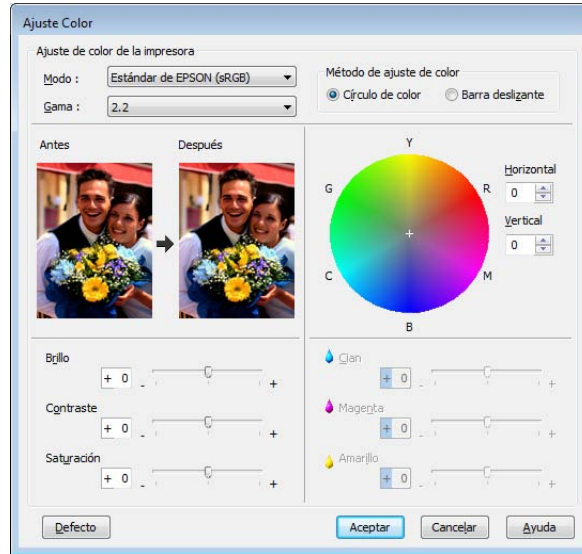 Ajuste Color
Ajuste de color de la impresora
Modo :
Estándar de EPSON (sRGB)
Gama :
2.2
Método de ajuste de color
Círculo de color
Barra deslizante
Antes
Después
Y
G
R
C
M
B
Horizontal
0
Vertical
0
Brillo
+ 0 - +
Contraste
+ 0 - +
Saturación
+ 0 - +
Cian
+ 0 - +
Magenta
+ 0 - +
Amarillo
+ 0 - +
Defecto
Aceptar
Cancelar
Ayuda